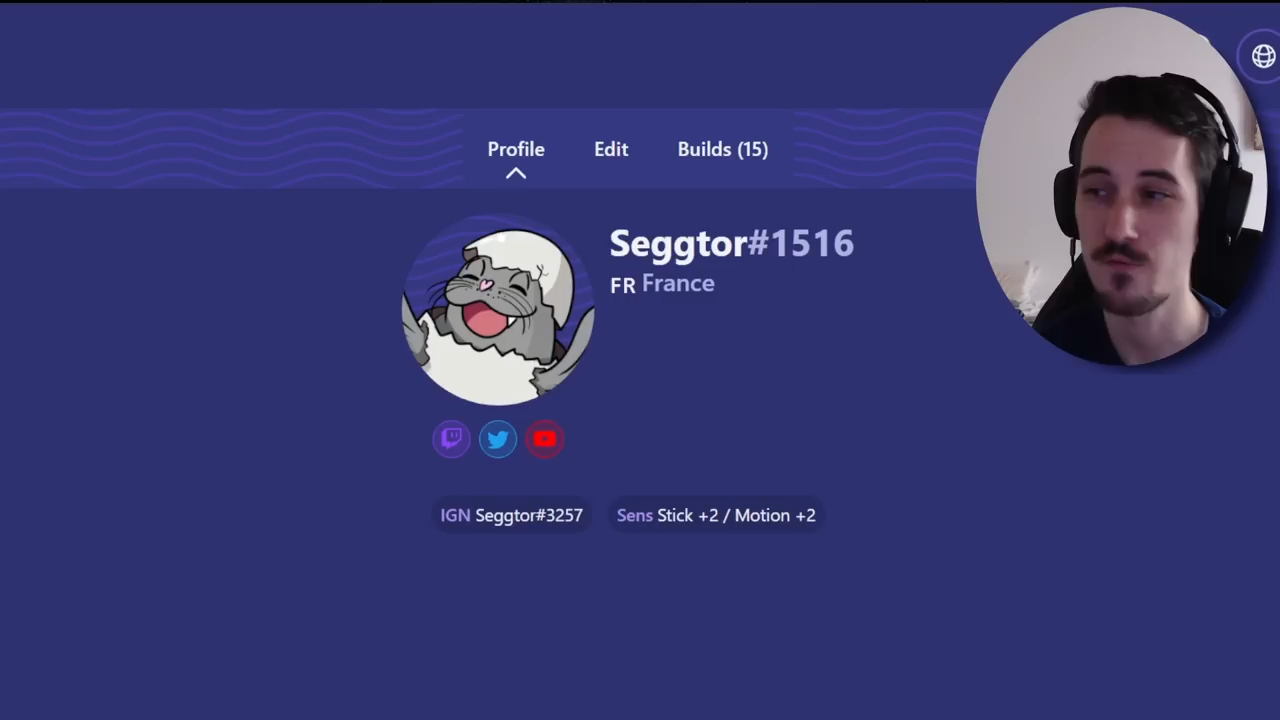 Profile Edit Builds (15)
Seggtor#1516
FR France
IGN Seggtor#3257 Sens Stick +2 / Motion +2